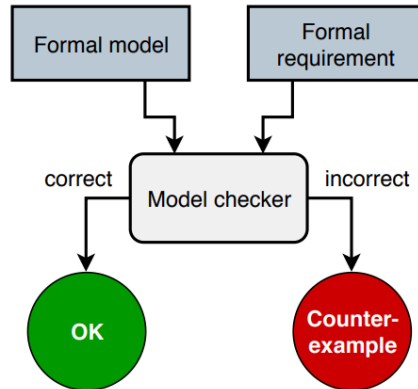 Formal model
Formal
requirement
correct
Model checker
incorrect
OK
Counter-
example